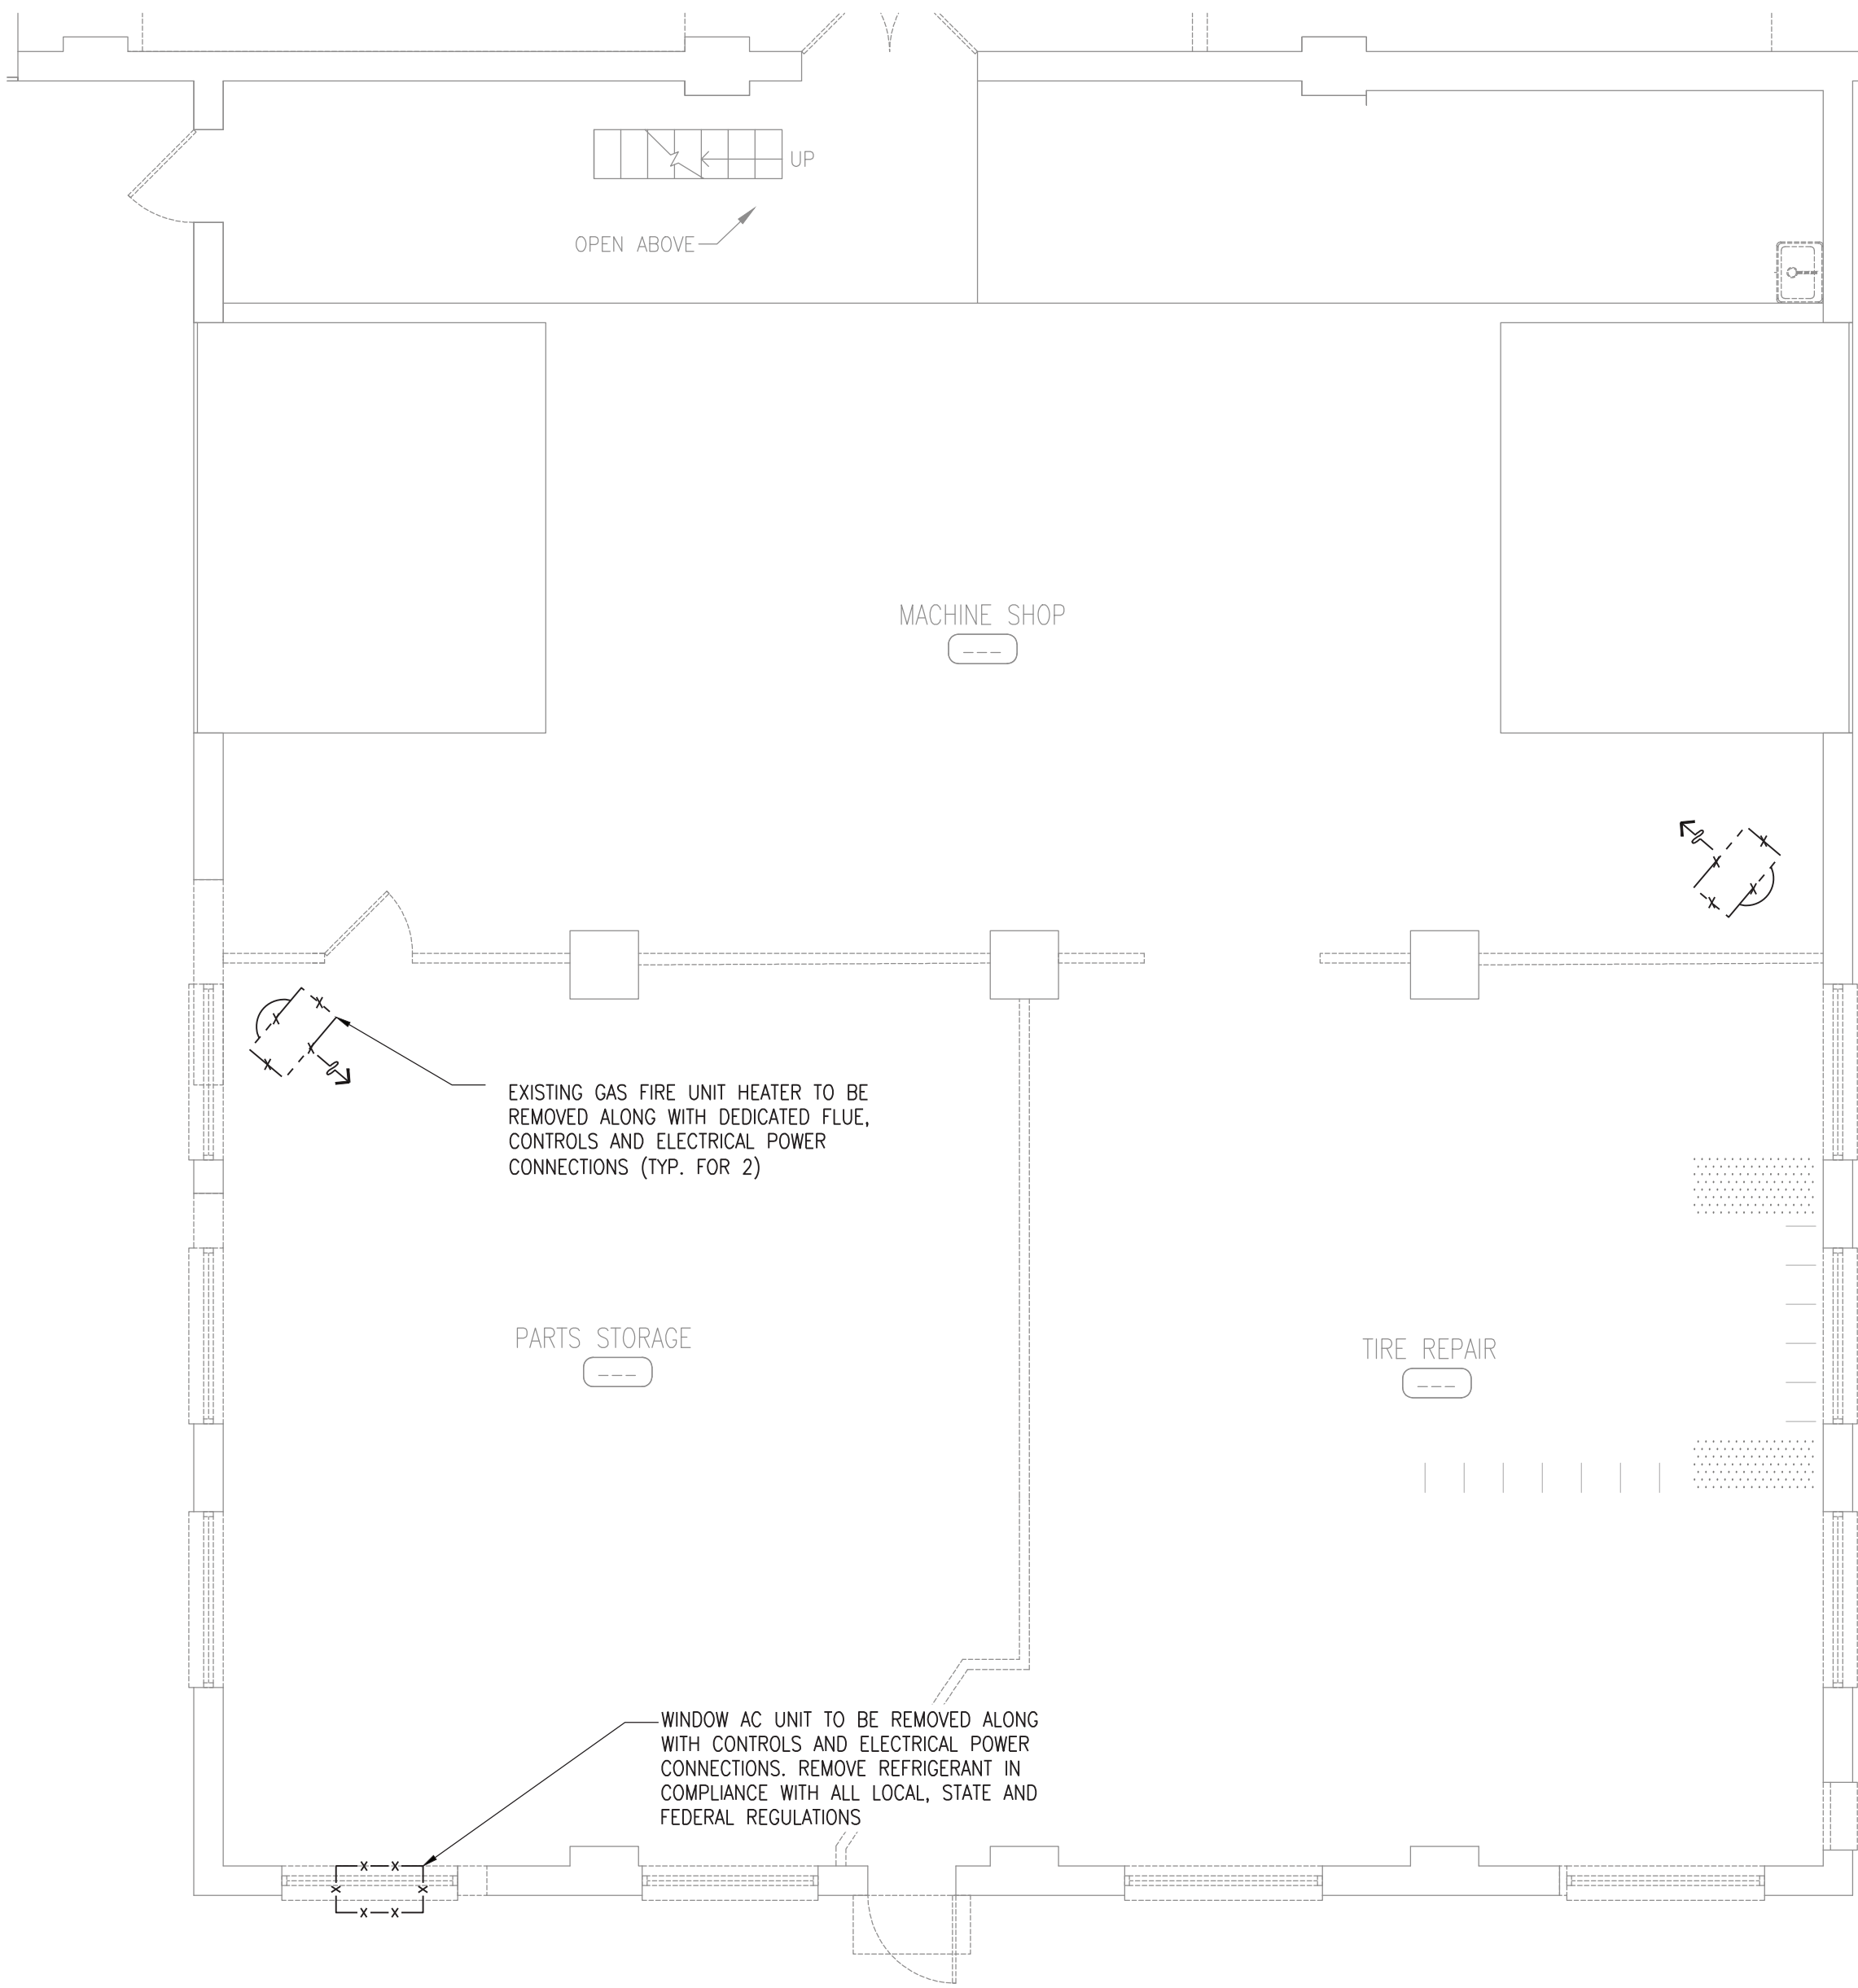 UP
OPEN ABOVE
MACHINE SHOP
---
EXISTING GAS FIRE UNIT HEATER TO BE
REMOVED ALONG WITH DEDICATED FLUE,
CONTROLS AND ELECTRICAL POWER
CONNECTIONS (TYP. FOR 2)
PARTS STORAGE
---
TIRE REPAIR
---
WINDOW AC UNIT TO BE REMOVED ALONG
WITH CONTROLS AND ELECTRICAL POWER
CONNECTIONS. REMOVE REFRIGERANT IN
COMPLIANCE WITH ALL LOCAL, STATE AND
FEDERAL REGULATIONS